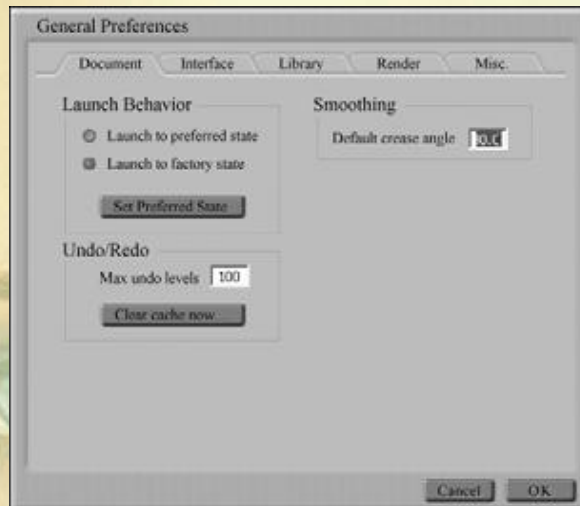 General Preferences
Document Interface Library Render Misc.
Launch Behavior
Launch to preferred state
Launch to factory state
Set Preferred State
Undo/Redo
Max undo levels 100
Clear cache now
Smoothing
Default crease angle
Cancel OK